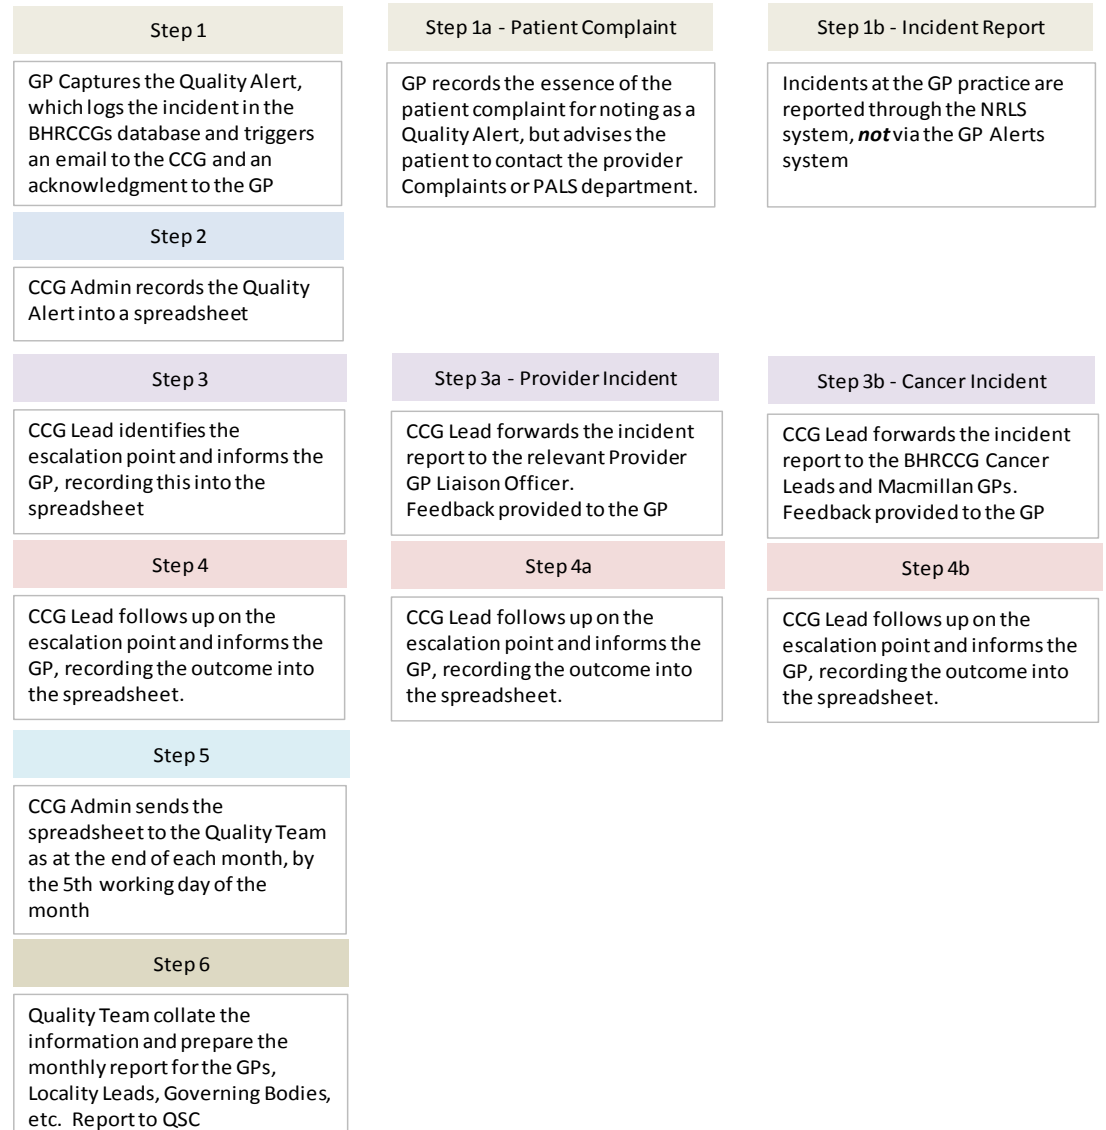 Step 1
GP Captures the Quality Alert,
which logs the incident in the
BHRCCGs database and triggers
an email to the CCG and an
acknowledgment to the GP
Step 1a - Patient Complaint
GP records the essence of the
patient complaint for noting as a
Quality Alert, but advises the
patient to contact the provider
Complaints or PALS department.
Step 1b - Incident Report
Incidents at the GP practice are
reported through the NRLS
system, not via the GP Alerts
system
Step 2
CCG Admin records the Quality
Alert into a spreadsheet
Step 3
CCG Lead identifies the
escalation point and informs the
GP, recording this into the
spreadsheet
Step 3a - Provider Incident
CCG Lead forwards the incident
report to the relevant Provider
GP Liaison Officer.
Feedback provided to the GP
Step 3b - Cancer Incident
CCG Lead forwards the incident
report to the BHRCCG Cancer
Leads and Macmillan GPs.
Feedback provided to the GP
Step 4
CCG Lead follows up on the
escalation point and informs the
GP, recording the outcome into
the spreadsheet.
Step 4a
CCG Lead follows up on the
escalation point and informs the
GP, recording the outcome into
the spreadsheet.
Step 4b
CCG Lead follows up on the
escalation point and informs the
GP, recording the outcome into
the spreadsheet.
Step 5
CCG Admin sends the
spreadsheet to the Quality Team
as at the end of each month, by
the 5th working day of the
month
Step 6
Quality Team collate the
information and prepare the
monthly report for the GPs,
Locality Leads, Governing Bodies,
etc. Report to QSC